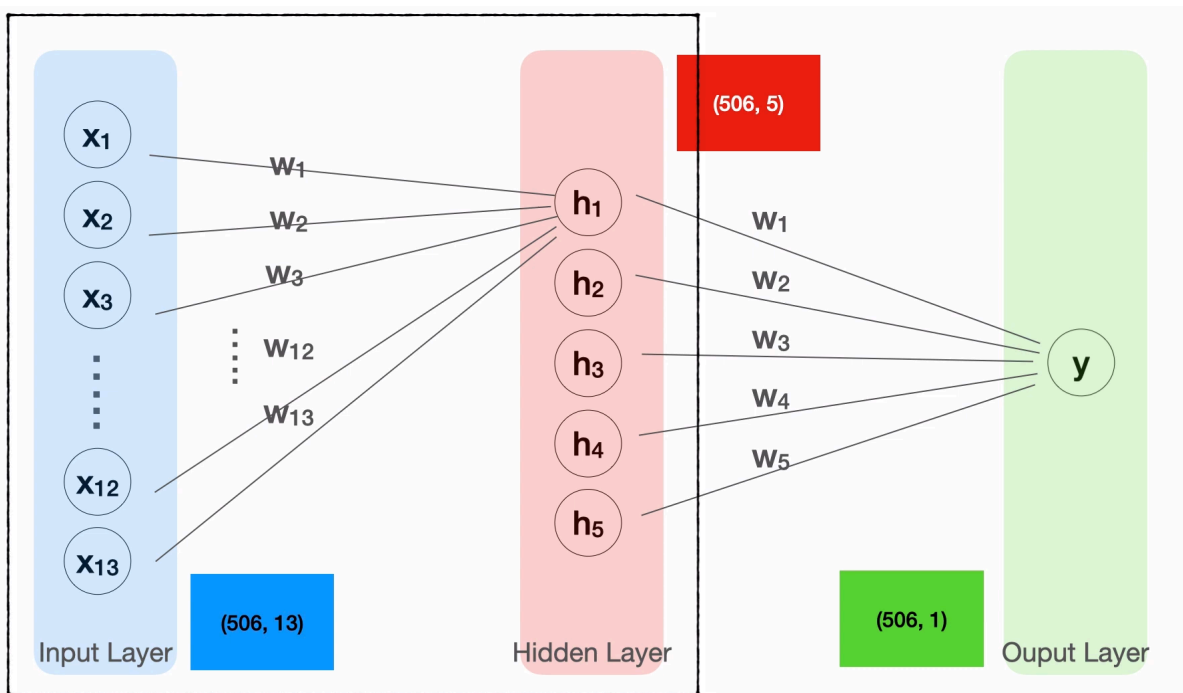 x1
x2
x3
x12
x13
Input Layer
(506, 13)
w1
w2
w3
w12
w13
h1
h2
h3
h4
h5
Hidden Layer
(506, 5)
w1
w2
w3
w4
w5
(506, 1)
y
Ouput Layer